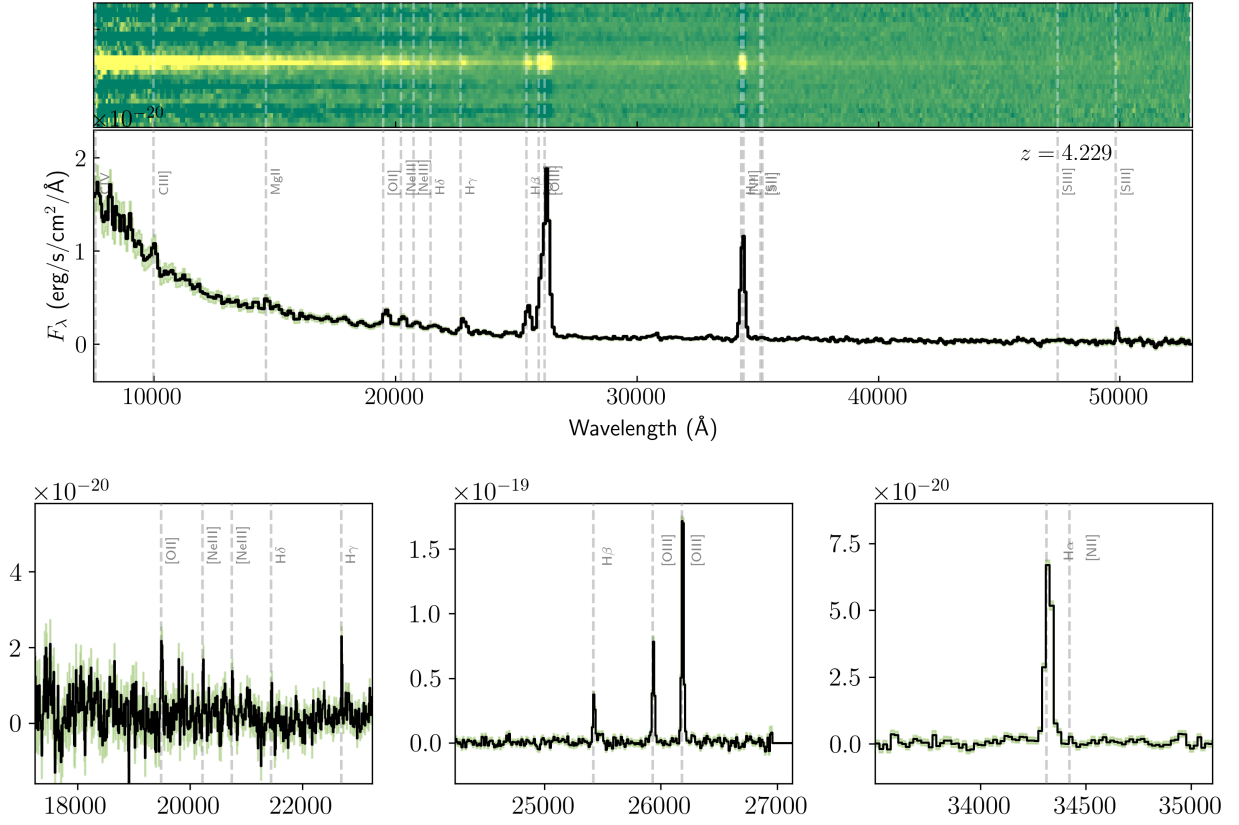 ×10−20
z = 4.229
CIV
CIII]
MgII
[OII]
[NeIII]
[NeIII]
Hδ
Hγ
Hβ
[OIII]
[SIII]
[SIII]
2
1
0
Fλ (erg/s/cm2/Å)
10000 20000 30000 40000 50000
Wavelength (Å)
×10−20
[OII]
[NeIII]
[NeIII]
Hδ
Hγ
4
2
0
18000 20000 22000
×10−19
Hβ
[OIII]
[OIII]
1.5
1.0
0.5
0.0
25000 26000 27000
×10−20
Hα
[NII]
7.5
5.0
2.5
0.0
34000 34500 35000